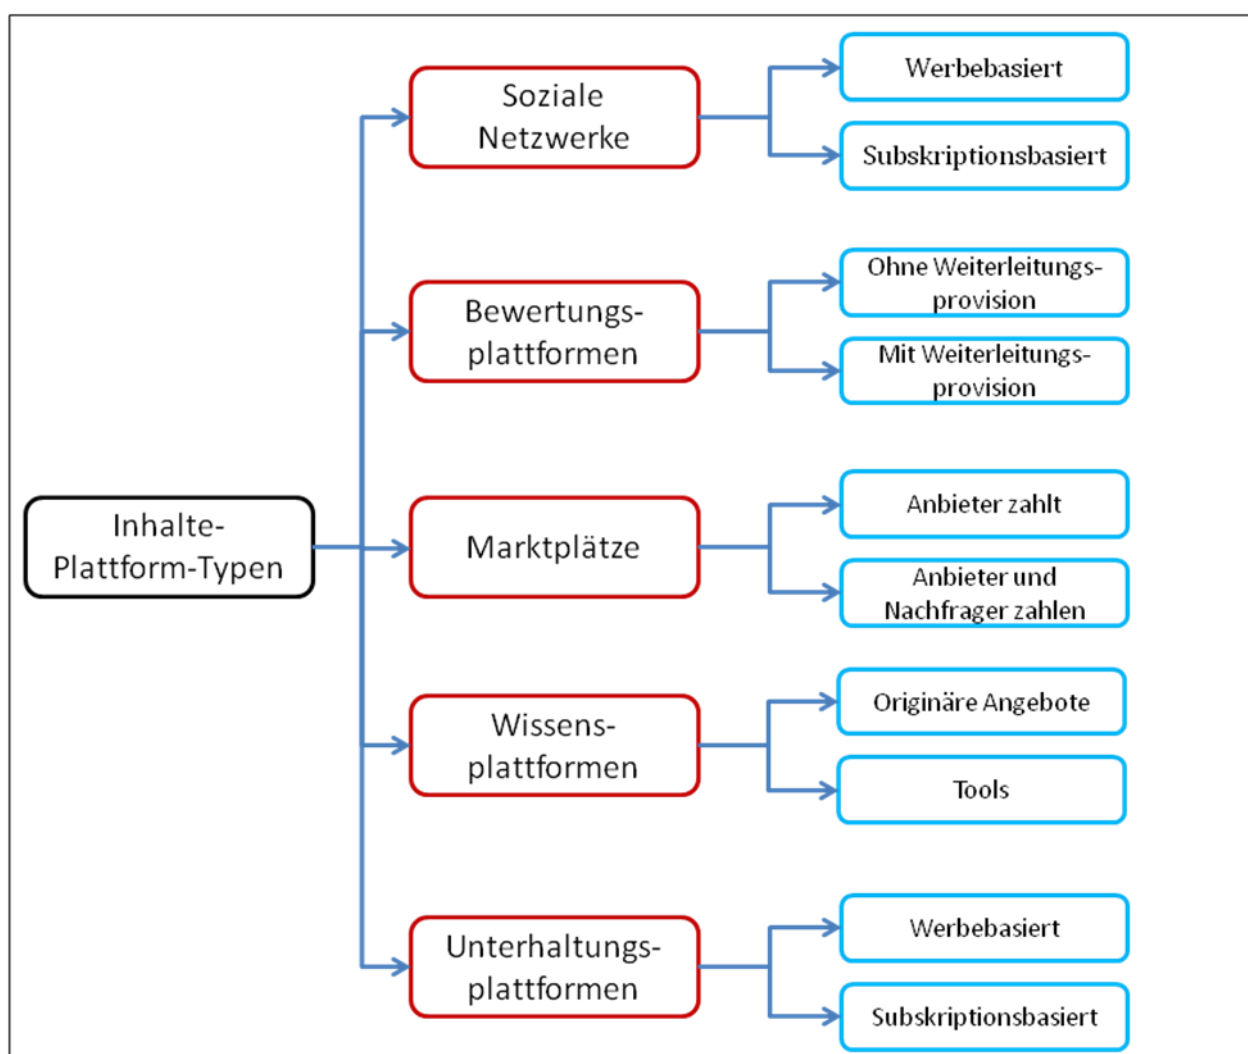 Inhalte-
Plattform-Typen
Soziale
Netzwerke
Werbebasiert
Subskriptionsbasiert
Bewertungs-
plattformen
Ohne Weiterleitungs-
provision
Mit Weiterleitungs-
provision
Marktplätze
Anbieter zahlt
Anbieter und
Nachfrager zahlen
Wissens-
plattformen
Originäre Angebote
Tools
Unterhaltungs-
plattformen
Werbebasiert
Subskriptionsbasiert